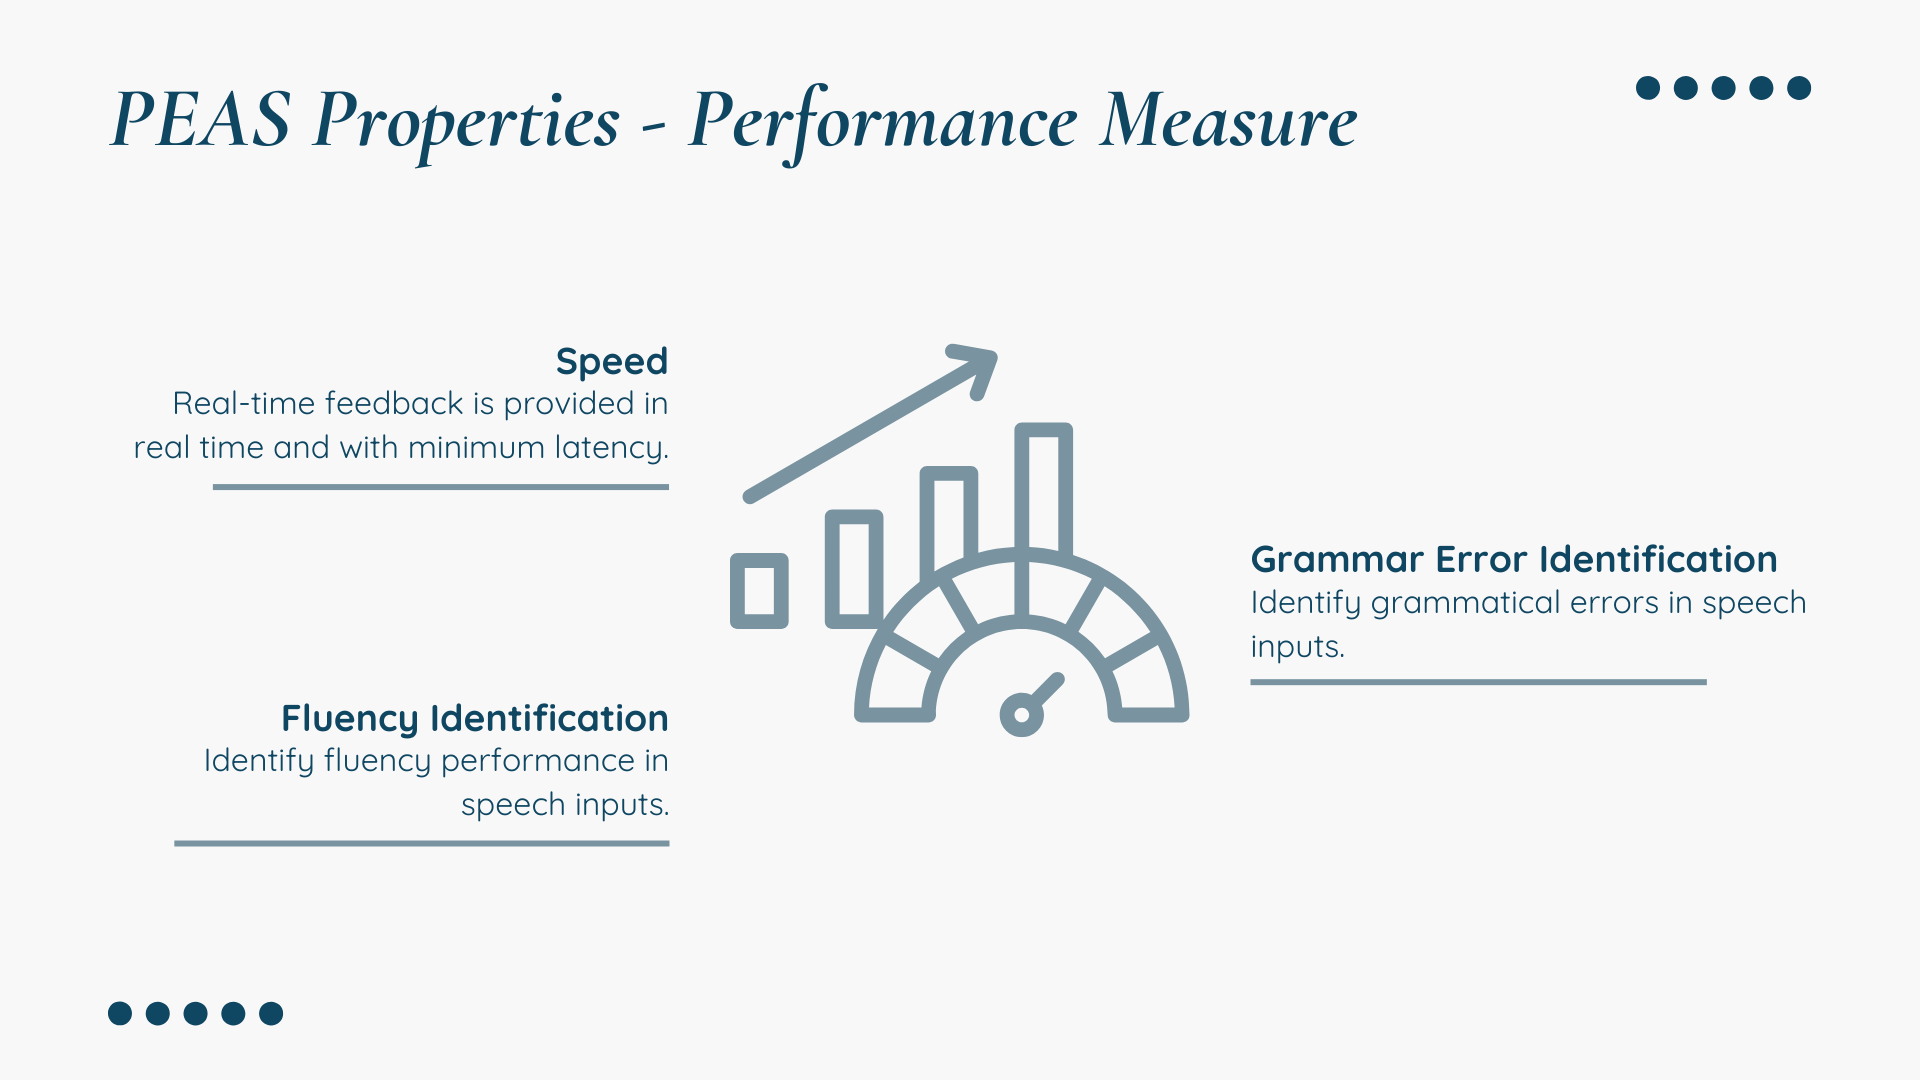 PEAS Properties - Performance Measure
Speed
Real-time feedback is provided in
real time and with minimum latency.
Fluency Identification
Identify fluency performance in
speech inputs.
Grammar Error Identification
Identify grammatical errors in speech
inputs.